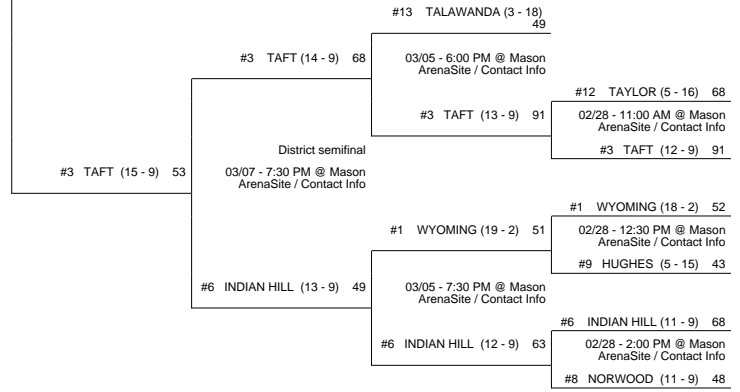 #13 TALAWANDA (3 - 18)
49
#3 TAFT (14 - 9) 68
03/05 - 6:00 PM @ Mason
ArenaSite / Contact Info
#12 TAYLOR (5 - 16) 68
#3 TAFT (13 - 9) 91
02/28 - 11:00 AM @ Mason
ArenaSite / Contact Info
#3 TAFT (12 - 9) 91
District semifinal
#3 TAFT (15 - 9) 53
03/07 - 7:30 PM @ Mason
ArenaSite / Contact Info
#1 WYOMING (18 - 2) 52
#1 WYOMING (19 - 2) 51
02/28 - 12:30 PM @ Mason
ArenaSite / Contact Info
#9 HUGHES (5 - 15) 43
#6 INDIAN HILL (13 - 9) 49
03/05 - 7:30 PM @ Mason
ArenaSite / Contact Info
#6 INDIAN HILL (11 - 9) 68
#6 INDIAN HILL (12 - 9) 63
02/28 - 2:00 PM @ Mason
ArenaSite / Contact Info
#8 NORWOOD (11 - 9) 48